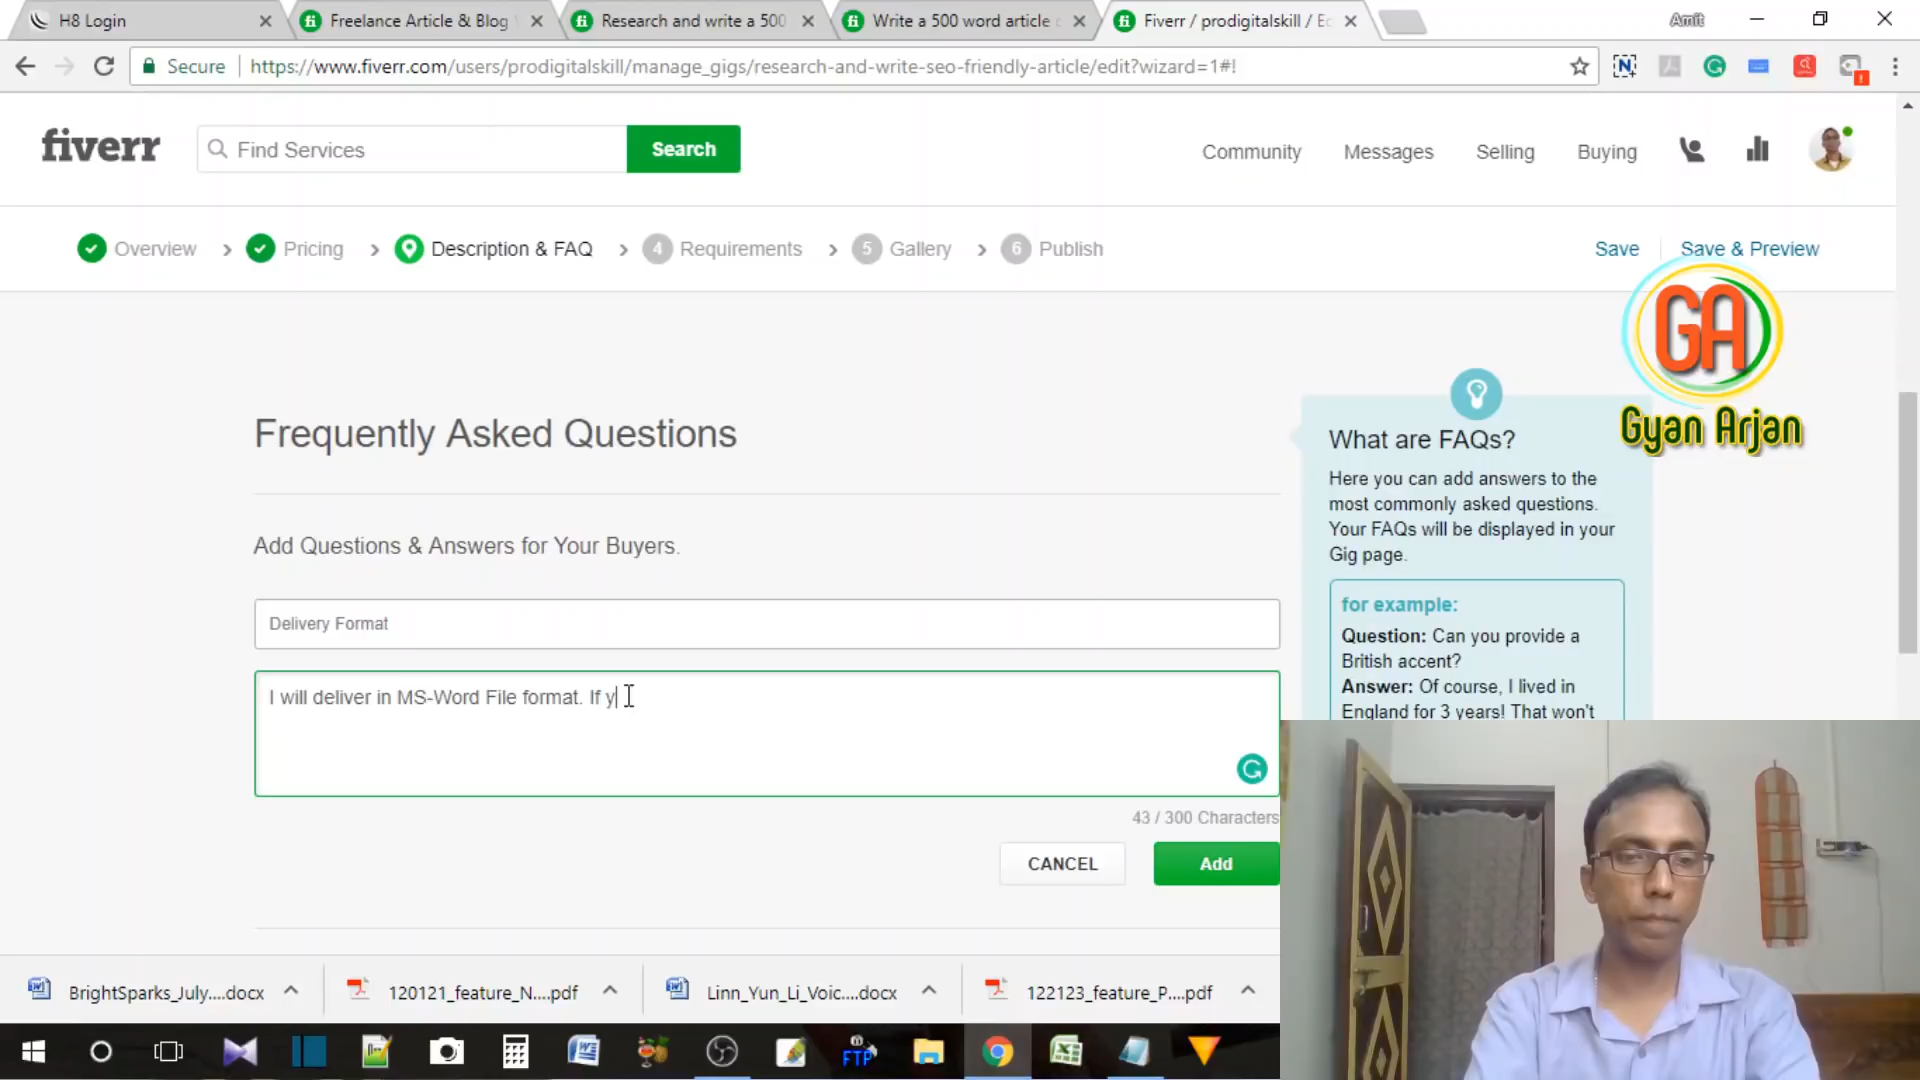 H8 Login
Freelance Article & Blog
Research and write a 500
Write a 500 word article
Fiverr / prodigitalskill / Ec
Amit
Secure
https://www.fiverr.com/users/prodigitalskill/manage_gigs/research-and-write-seo-friendly-article/edit?wizard=1#!
fiverr
Find Services
Search
Community
Messages
Selling
Buying
Overview
Pricing
Description & FAQ
4 Requirements
5 Gallery
6 Publish
Save
Save & Preview
GA
Gyan Arjan
Frequently Asked Questions
Add Questions & Answers for Your Buyers.
Delivery Format
I will deliver in MS-Word File format. If y
43 / 300 Characters
CANCEL
Add
What are FAQs?
Here you can add answers to the
most commonly asked questions.
Your FAQs will be displayed in your
Gig page.
for example:
Question: Can you provide a
British accent?
Answer: Of course, I lived in
England for 3 years! That won't
BrightSparks_July....docx
120121_feature_N....pdf
Linn_Yun_Li_Voic....docx
122123_feature_P....pdf
FTP